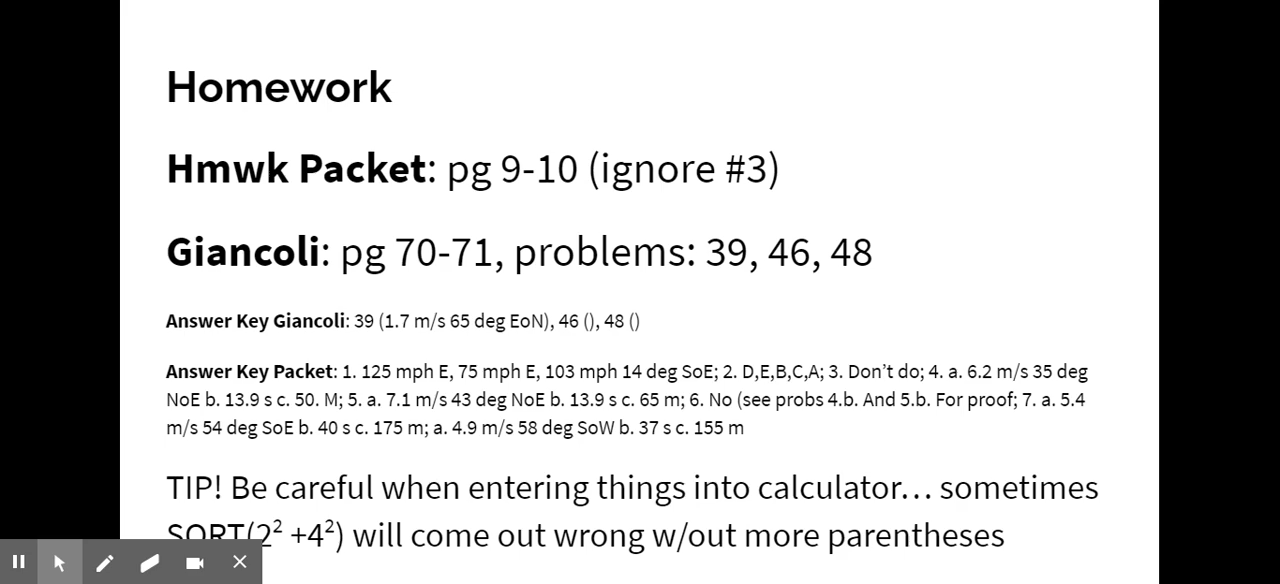 Homework
Hmwk Packet: pg 9-10 (ignore #3)
Giancoli: pg 70-71, problems: 39, 46, 48
Answer Key Giancoli: 39 (1.7 m/s 65 deg EoN), 46 (), 48 ()
Answer Key Packet: 1. 125 mph E, 75 mph E, 103 mph 14 deg SoE; 2. D,E,B,C,A; 3. Don’t do; 4. a. 6.2 m/s 35 deg
NoE b. 13.9 s c. 50. M; 5. a. 7.1 m/s 43 deg NoE b. 13.9 s c. 65 m; 6. No (see probs 4.b. And 5.b. For proof; 7. a. 5.4
m/s 54 deg SoE b. 40 s c. 175 m; a. 4.9 m/s 58 deg SoW b. 37 s c. 155 m
TIP! Be careful when entering things into calculator… sometimes
SQRT(2² +4²) will come out wrong w/out more parentheses